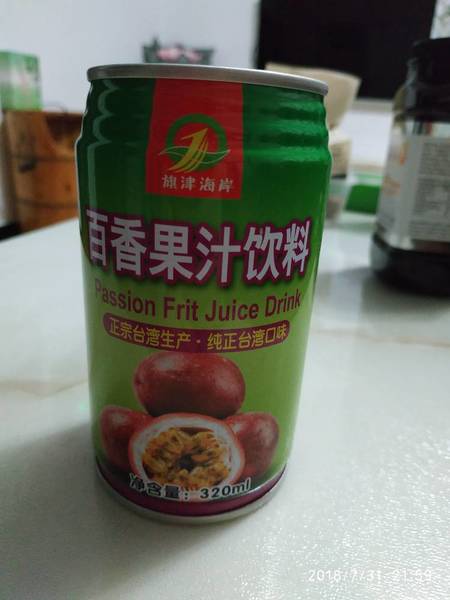 旗津海岸
百香果汁饮料
Passion Frit Juice Drink
正宗台湾生产·纯正台湾口味
净含量：320ml
2018/7/31 21:59